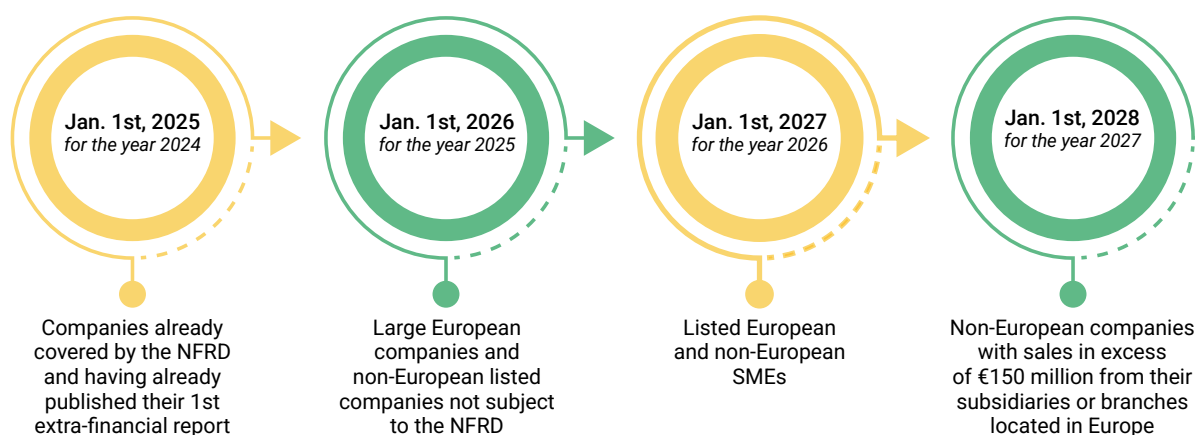 Jan. 1st, 2025
for the year 2024
Companies already
covered by the NFRD
and having already
published their 1st
extra-financial report
Jan. 1st, 2026
for the year 2025
Large European
companies and
non-European listed
companies not subject
to the NFRD
Jan. 1st, 2027
for the year 2026
Listed European
and non-European
SMEs
Jan. 1st, 2028
for the year 2027
Non-European companies
with sales in excess
of €150 million from their
subsidiaries or branches
located in Europe